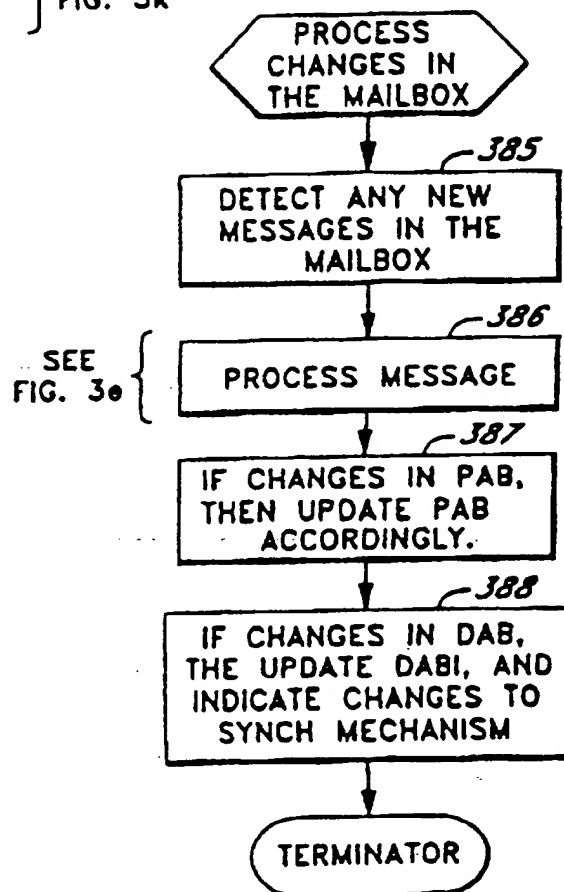 FIG. 3k
PROCESS
CHANGES IN
THE MAILBOX
385
DETECT ANY NEW
MESSAGES IN THE
MAILBOX
386
SEE
FIG. 3e
PROCESS MESSAGE
387
IF CHANGES IN PAB,
THEN UPDATE PAB
ACCORDINGLY.
388
IF CHANGES IN DAB,
THE UPDATE DABI, AND
INDICATE CHANGES TO
SYNCH MECHANISM
TERMINATOR